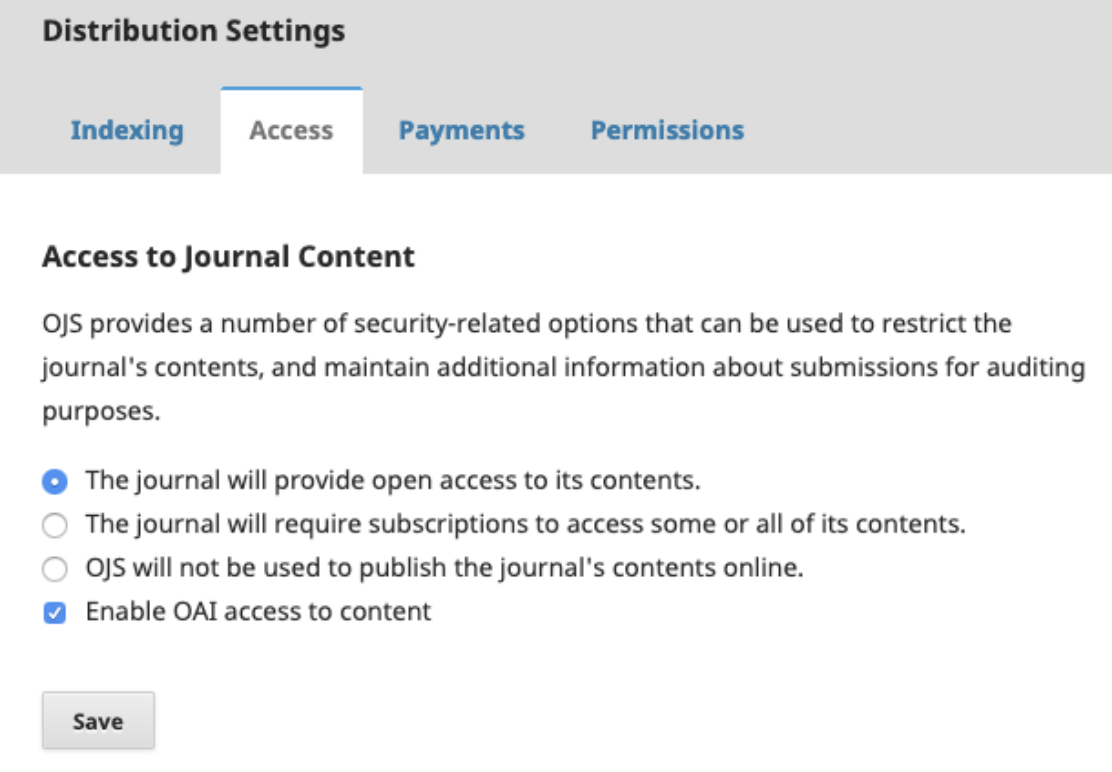 Distribution Settings
Indexing Access Payments Permissions
Access to Journal Content
OJS provides a number of security-related options that can be used to restrict the
journal's contents, and maintain additional information about submissions for auditing
purposes.
The journal will provide open access to its contents.
The journal will require subscriptions to access some or all of its contents.
OJS will not be used to publish the journal's contents online.
Enable OAI access to content
Save